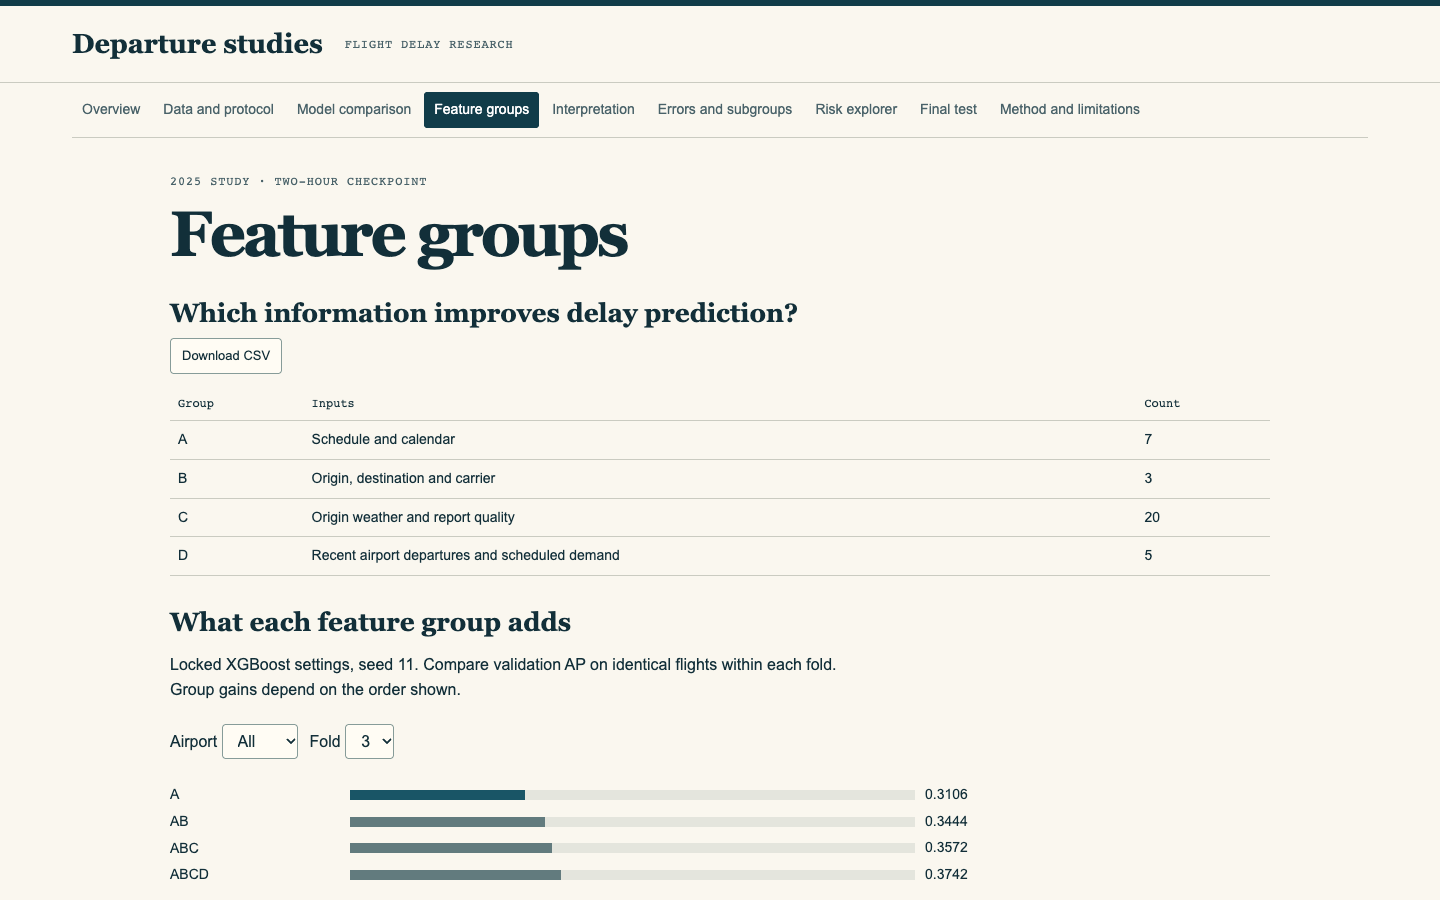 Departure studies FLIGHT DELAY RESEARCH
Overview Data and protocol Model comparison Feature groups Interpretation Errors and subgroups Risk explorer Final test Method and limitations
2025 STUDY · TWO-HOUR CHECKPOINT
Feature groups
Which information improves delay prediction?
Download CSV
Group Inputs Count
A Schedule and calendar 7
B Origin, destination and carrier 3
C Origin weather and report quality 20
D Recent airport departures and scheduled demand 5
What each feature group adds
Locked XGBoost settings, seed 11. Compare validation AP on identical flights within each fold.
Group gains depend on the order shown.
Airport All Fold 3
A 0.3106
AB 0.3444
ABC 0.3572
ABCD 0.3742